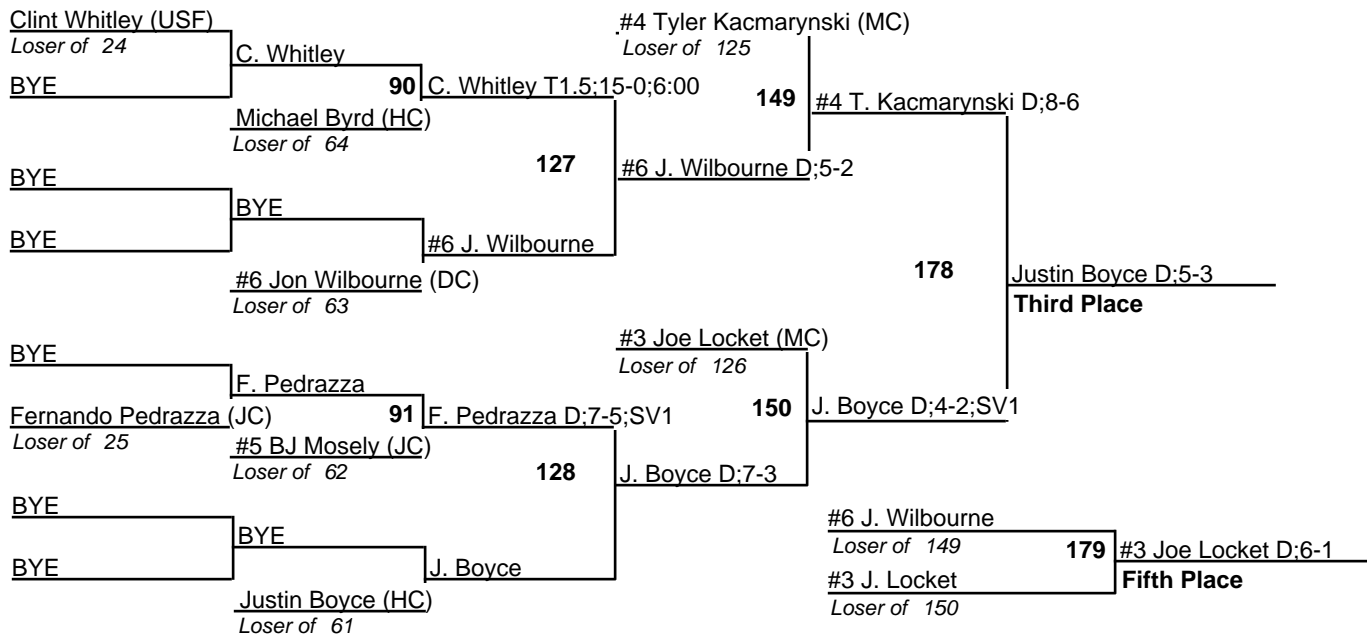 Clint Whitley (USF)
Loser of 24
BYE
C. Whitley
Michael Byrd (HC)
Loser of 64
90
C. Whitley T1.5;15-0;6:00
BYE
BYE
BYE
#6 Jon Wilbourne (DC)
Loser of 63
#6 J. Wilbourne
127
#6 J. Wilbourne D;5-2
#4 Tyler Kacmarynski (MC)
Loser of 125
149
#4 T. Kacmarynski D;8-6
BYE
Fernando Pedrazza (JC)
Loser of 25
F. Pedrazza
#5 BJ Mosely (JC)
Loser of 62
91
F. Pedrazza D;7-5;SV1
BYE
BYE
BYE
Justin Boyce (HC)
Loser of 61
J. Boyce
128
J. Boyce D;7-3
#3 Joe Locket (MC)
Loser of 126
150
J. Boyce D;4-2;SV1
178
Justin Boyce D;5-3
Third Place
#6 J. Wilbourne
Loser of 149
#3 J. Locket
Loser of 150
179
#3 Joe Locket D;6-1
Fifth Place